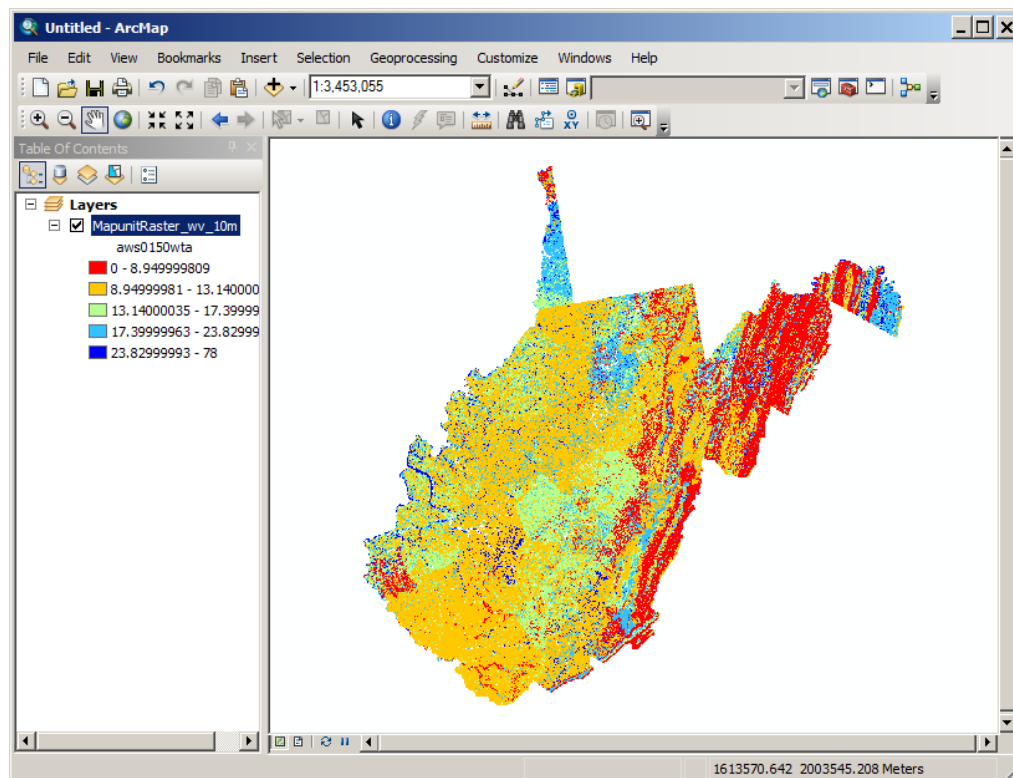 Untitled - ArcMap
File Edit View Bookmarks Insert Selection Geoprocessing Customize Windows Help
1:3,453,055
Table Of Contents
Layers
MapunitRaster_wv_10m
aws0150wta
0 - 8.949999809
8.94999981 - 13.140000
13.14000035 - 17.39999
17.39999963 - 23.82999
23.82999993 - 78
1613570.642 2003545.208 Meters